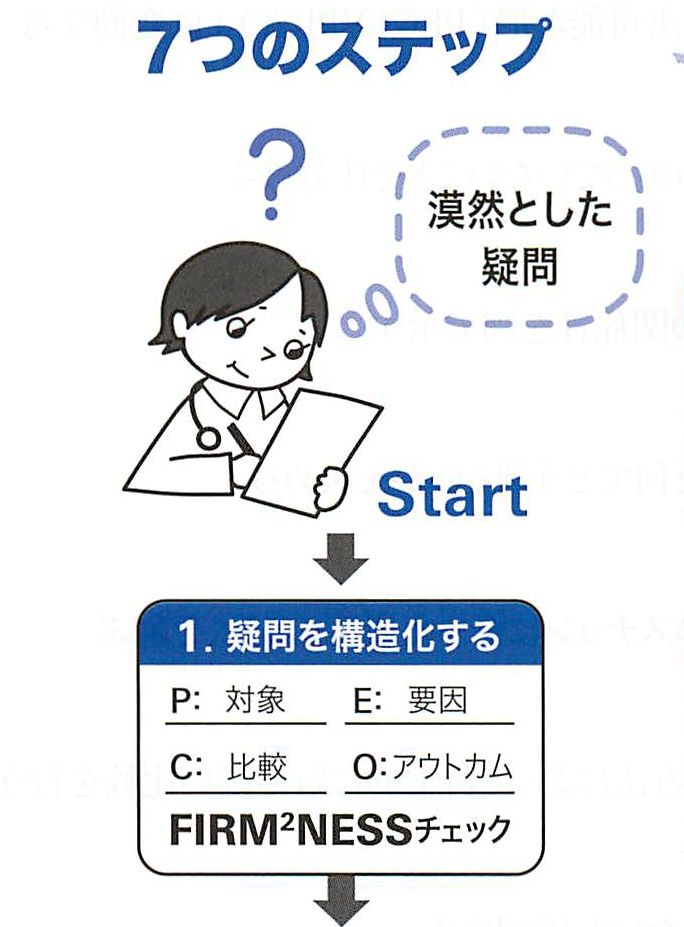 7つのステップ
?
漠然とした
疑問
Start
1. 疑問を構造化する
P: 対象 E: 要因
C: 比較 O:アウトカム
FIRM²NESSチェック